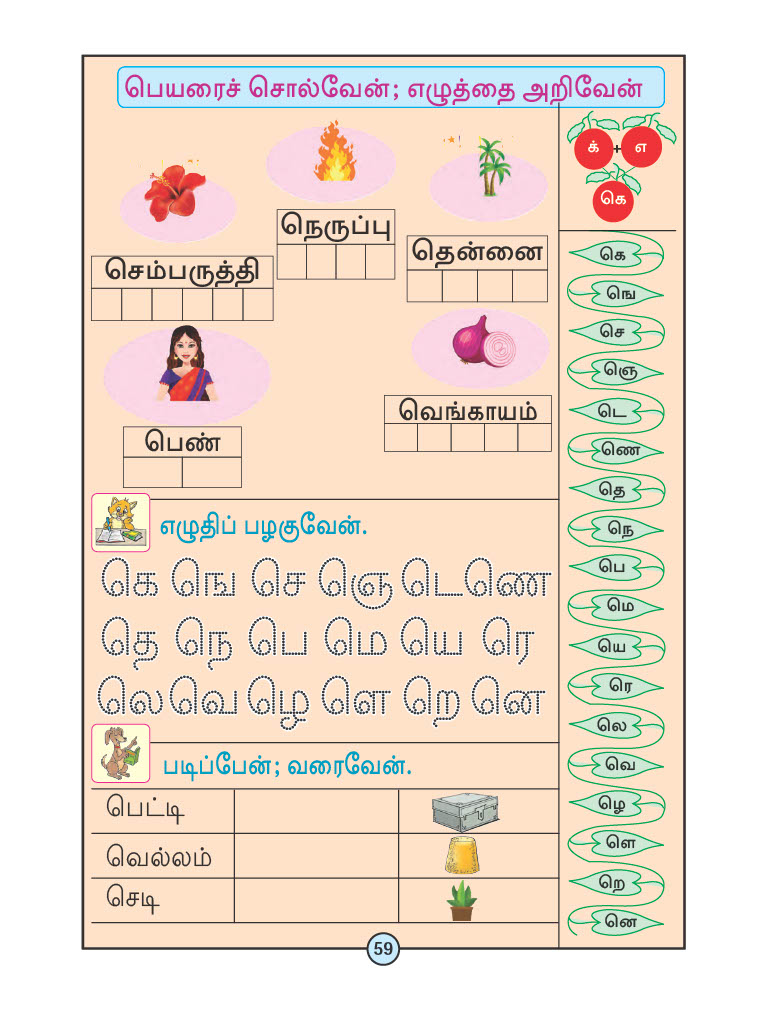 பெயரைச் சொல்வேன்; எழுத்தை அறிவேன்
க் + எ
கெ
நெருப்பு
தென்னை
செம்பருத்தி
வெங்காயம்
பெண்
எழுதிப் பழகுவேன்.
கெ ஙெ செ ஞெ டெ ணெ
தெ நெ பெ மெ யெ ரெ
லெ வெ ழெ ளெ றெ னெ
படிப்பேன்; வரைவேன்.
பெட்டி
வெல்லம்
செடி
கெ
ஙெ
செ
ஞெ
டெ
ணெ
தெ
நெ
பெ
மெ
யெ
ரெ
லெ
வெ
ழெ
ளெ
றெ
னெ
59